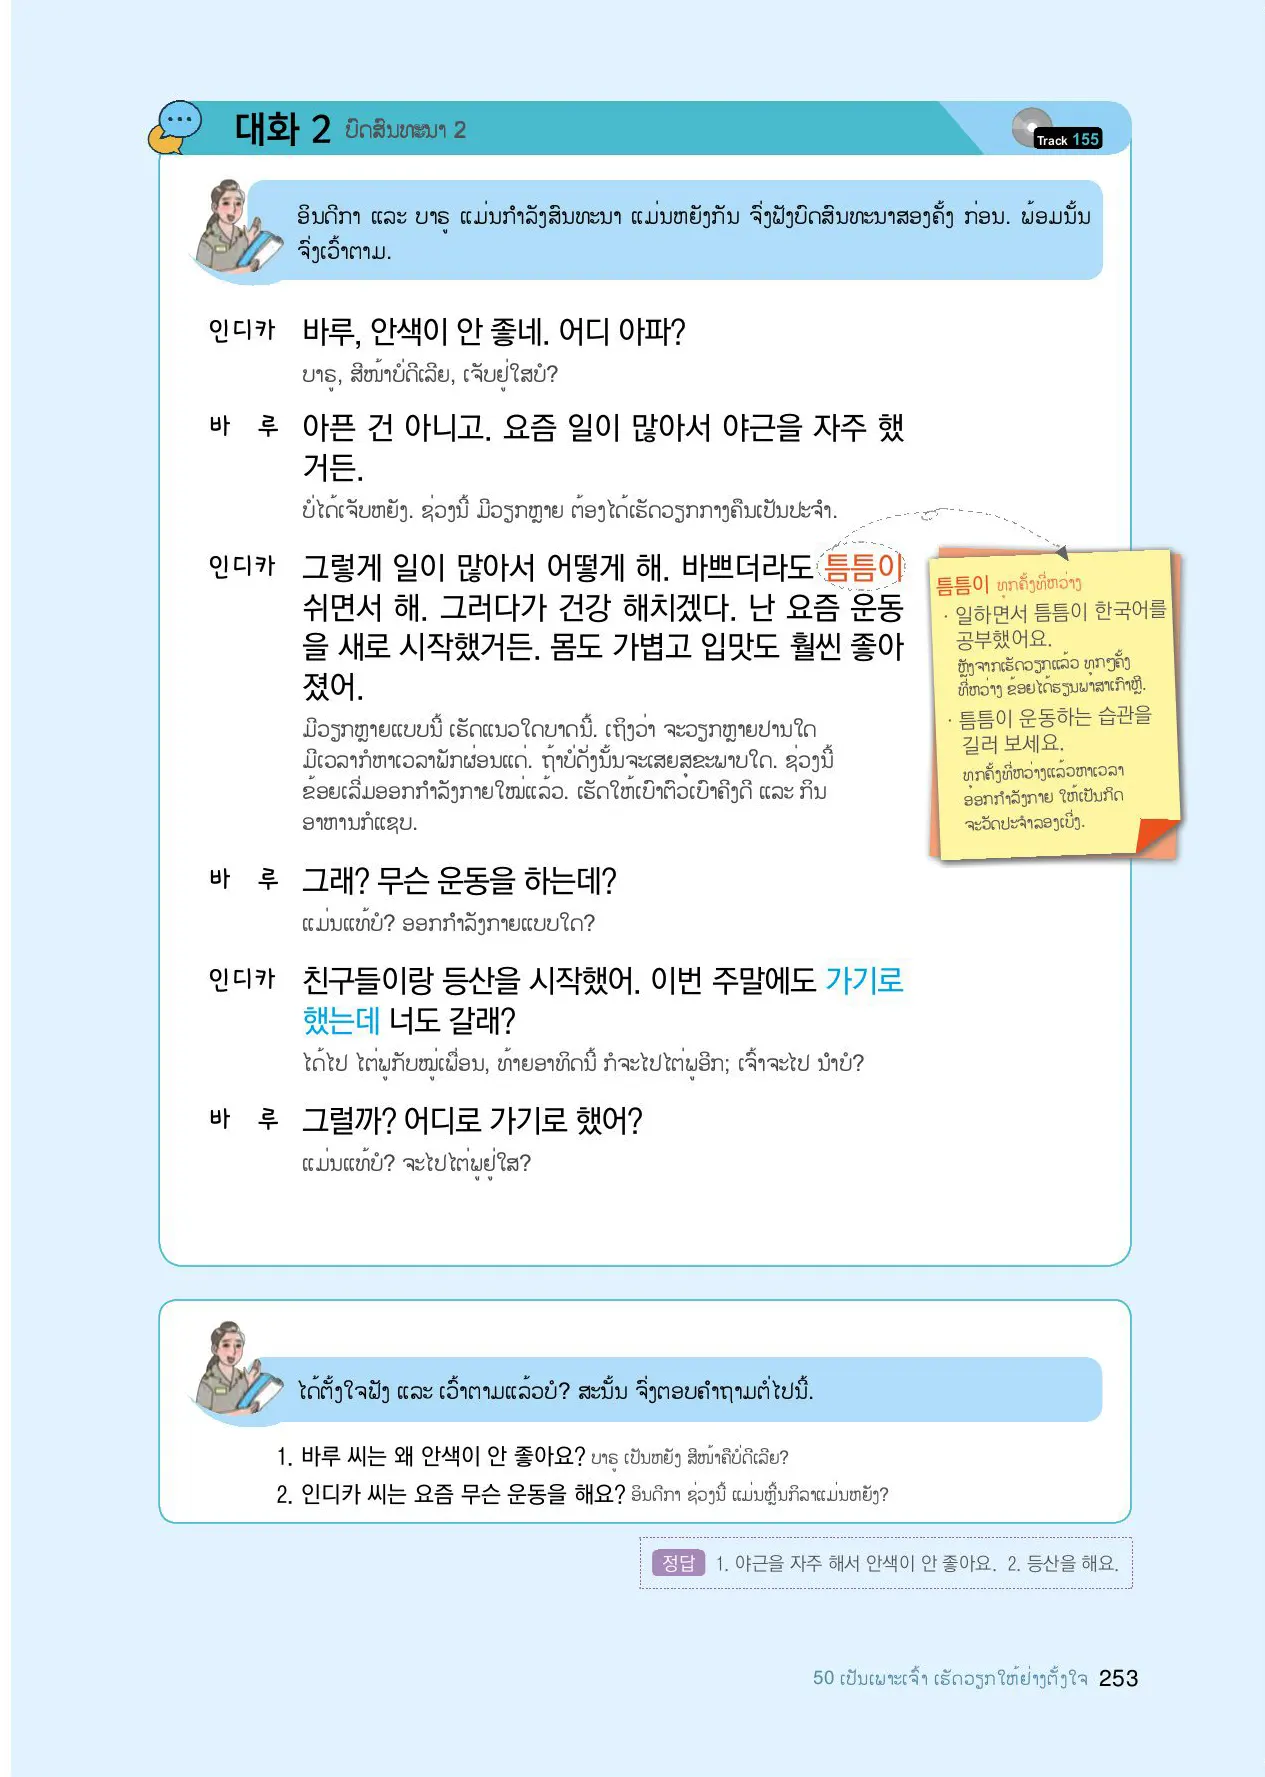 대화 2 ບົດສົນທະນາ 2
Track 155
ອິນດີກາ ແລະ ບາຣູ ແມ່ນກຳລັງສົນທະນາ ແມ່ນຫຍັງກັນ ຈົ່ງຟັງບົດສົນທະນາສອງຄັ້ງ ກ່ອນ. ພ້ອມນັ້ນ
ຈົ່ງເວົ້າຕາມ.
인디카 바루, 안색이 안 좋네. 어디 아파?
ບາຣູ, ສີໜ້າບໍ່ດີເລີຍ, ເຈັບຢູ່ໃສບໍ?
바 루 아픈 건 아니고. 요즘 일이 많아서 야근을 자주 했
거든.
ບໍ່ໄດ້ເຈັບຫຍັງ. ຊ່ວງນີ້ ມີວຽກຫຼາຍ ຕ້ອງໄດ້ເຮັດວຽກກາງຄືນເປັນປະຈຳ.
인디카 그렇게 일이 많아서 어떻게 해. 바쁘더라도 틈틈이
쉬면서 해. 그러다가 건강 해치겠다. 난 요즘 운동
을 새로 시작했거든. 몸도 가볍고 입맛도 훨씬 좋아
졌어.
ມີວຽກຫຼາຍແບບນີ້ ເຮັດແນວໃດບາດນີ້. ເຖິງວ່າ ຈະວຽກຫຼາຍປານໃດ
ມີເວລາກໍຫາເວລາພັກຜ່ອນແດ່. ຖ້າບໍ່ດັ່ງນັ້ນຈະເສຍສຸຂະພາບໃດ. ຊ່ວງນີ້
ຂ້ອຍເລີ່ມອອກກຳລັງກາຍໃໝ່ແລ້ວ. ເຮັດໃຫ້ເບົາຕົວເບົາຄີງດີ ແລະ ກິນ
ອາຫານກໍແຊບ.
틈틈이 ທຸກຄັ້ງທີ່ຫວ່າງ
· 일하면서 틈틈이 한국어를
공부했어요.
ຫຼັງຈາກເຮັດວຽກແລ້ວ ທຸກໆຄັ້ງ
ທີ່ຫວ່າງ ຂ້ອຍໄດ້ຮຽນພາສາເກົາຫຼີ.
· 틈틈이 운동하는 습관을
길러 보세요.
ທຸກຄັ້ງທີ່ຫວ່າງແລ້ວຫາເວລາ
ອອກກຳລັງກາຍ ໃຫ້ເປັນກິດ
ຈະວັດປະຈຳລອງເບິ່ງ.
바 루 그래? 무슨 운동을 하는데?
ແມ່ນແທ້ບໍ? ອອກກຳລັງກາຍແບບໃດ?
인디카 친구들이랑 등산을 시작했어. 이번 주말에도 가기로
했는데 너도 갈래?
ໄດ້ໄປ ໄຕ່ພູກັບໝູ່ເພື່ອນ, ທ້າຍອາທິດນີ້ ກໍຈະໄປໄຕ່ພູອີກ; ເຈົ້າຈະໄປ ນຳບໍ?
바 루 그럴까? 어디로 가기로 했어?
ແມ່ນແທ້ບໍ? ຈະໄປໄຕ່ພູຢູ່ໃສ?
ໄດ້ຕັ້ງໃຈຟັງ ແລະ ເວົ້າຕາມແລ້ວບໍ? ສະນັ້ນ ຈົ່ງຕອບຄຳຖາມຕໍ່ໄປນີ້.
1. 바루 씨는 왜 안색이 안 좋아요? ບາຣູ ເປັນຫຍັງ ສີໜ້າຄືບໍ່ດີເລີຍ?
2. 인디카 씨는 요즘 무슨 운동을 해요? ອິນດີກາ ຊ່ວງນີ້ ແມ່ນຫຼິ້ນກິລາແມ່ນຫຍັງ?
정답 1. 야근을 자주 해서 안색이 안 좋아요. 2. 등산을 해요.
50 ເປັນເພາະເຈົ້າ ເຮັດວຽກໃຫ້ຢ່າງຕັ້ງໃຈ 253